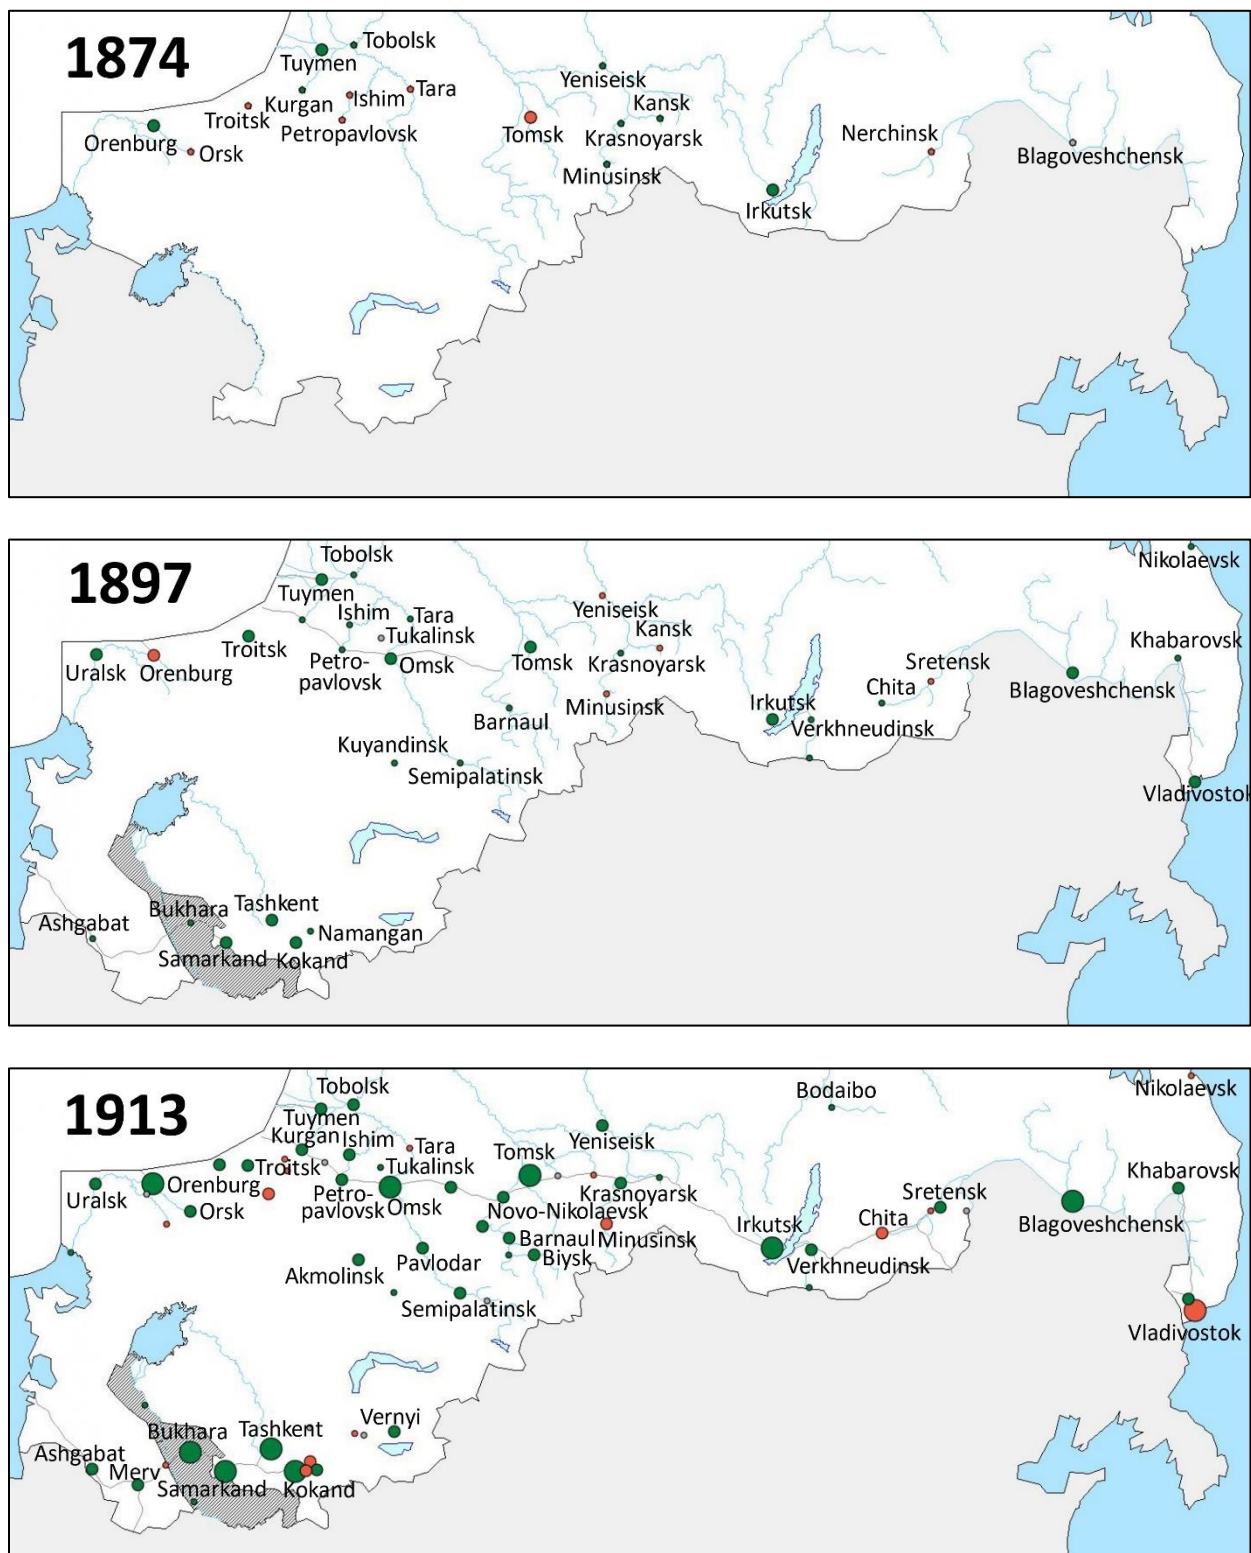 1874
Tobolsk
Tuymen
Yeniseisk
Tara
Kurgan
Ishim
Kansk
Troitsk
Petropavlovsk
Tomsk
Krasnoyarsk
Nerchinsk
Orenburg
Orsk
Blagoveshchensk
Minusinsk
Irkutsk
1897
Tobolsk
Nikolaevsk
Tuymen
Ishim
Tara
Yeniseisk
Tukalinsk
Kansk
Khabarovsk
Troitsk
Petro-
pavlovsk
Omsk
Tomsk
Krasnoyarsk
Sretensk
Uralsk
Orenburg
Chita
Blagoveshchensk
Minusinsk
Irkutsk
Barnaul
Verkhneudinsk
Kuyandinsk
Semipalatinsk
Vladivostok
Bukhara
Tashkent
Ashgabat
Namangan
Samarkand
Kokand
1913
Tobolsk
Bodaibo
Nikolaevsk
Tuymen
Kurgan
Ishim
Tara
Yeniseisk
Tomsk
Troitsk
Tukalinsk
Khabarovsk
Uralsk
Orenburg
Petro-
pavlovsk
Omsk
Krasnoyarsk
Sretensk
Orsk
Novo-Nikolaevsk
Irkutsk
Chita
Blagoveshchensk
Barnaul
Minusinsk
Akmolinsk
Pavlodar
Biysk
Verkhneudinsk
Semipalatinsk
Vladivostok
Bukhara
Tashkent
Vernyi
Ashgabat
Merv
Samarkand
Kokand